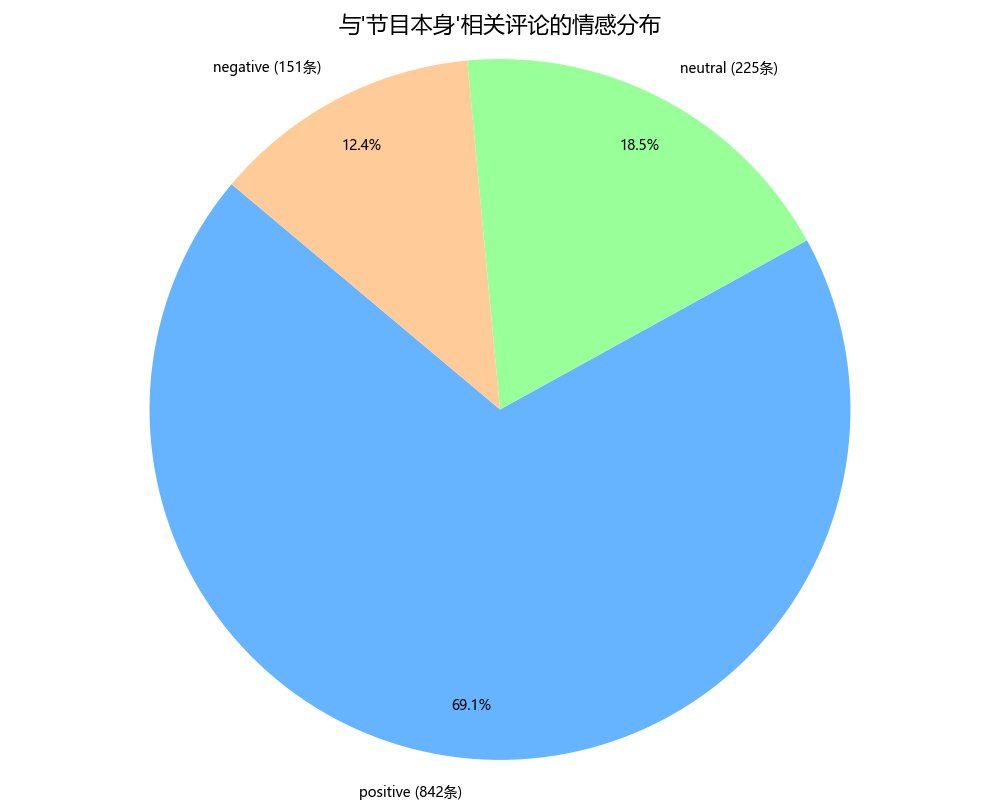 与'节目本身'相关评论的情感分布
negative (151条)
neutral (225条)
12.4%
18.5%
69.1%
positive (842条)